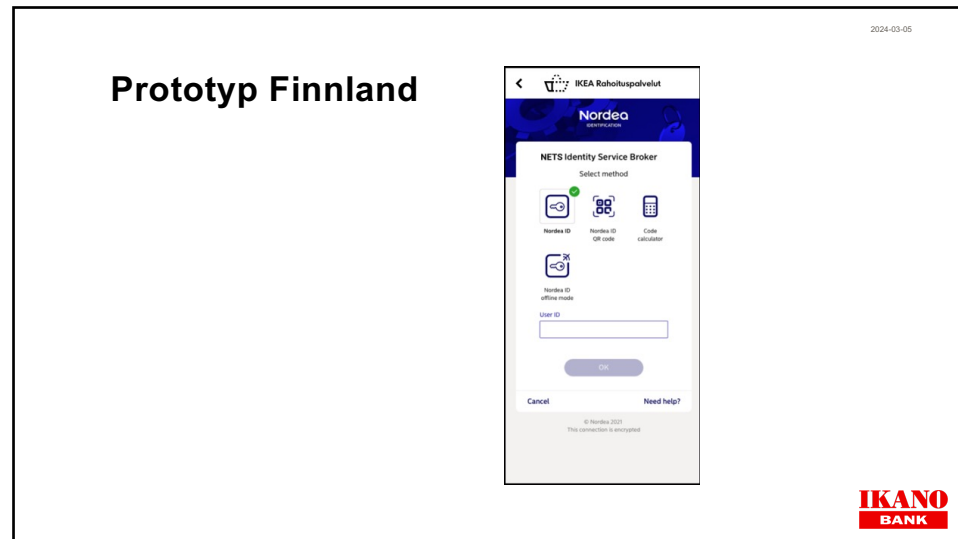 2024-03-05
Prototyp Finnland
IKEA Rahoituspalvelut
Nordea
IDENTIFICATION
NETS Identity Service Broker
Select method
Nordea ID
Nordea ID
QR code
Code
calculator
Nordea ID
offline mode
User ID
OK
Cancel
Need help?
© Nordea 2021
This connection is encrypted
IKANO
BANK